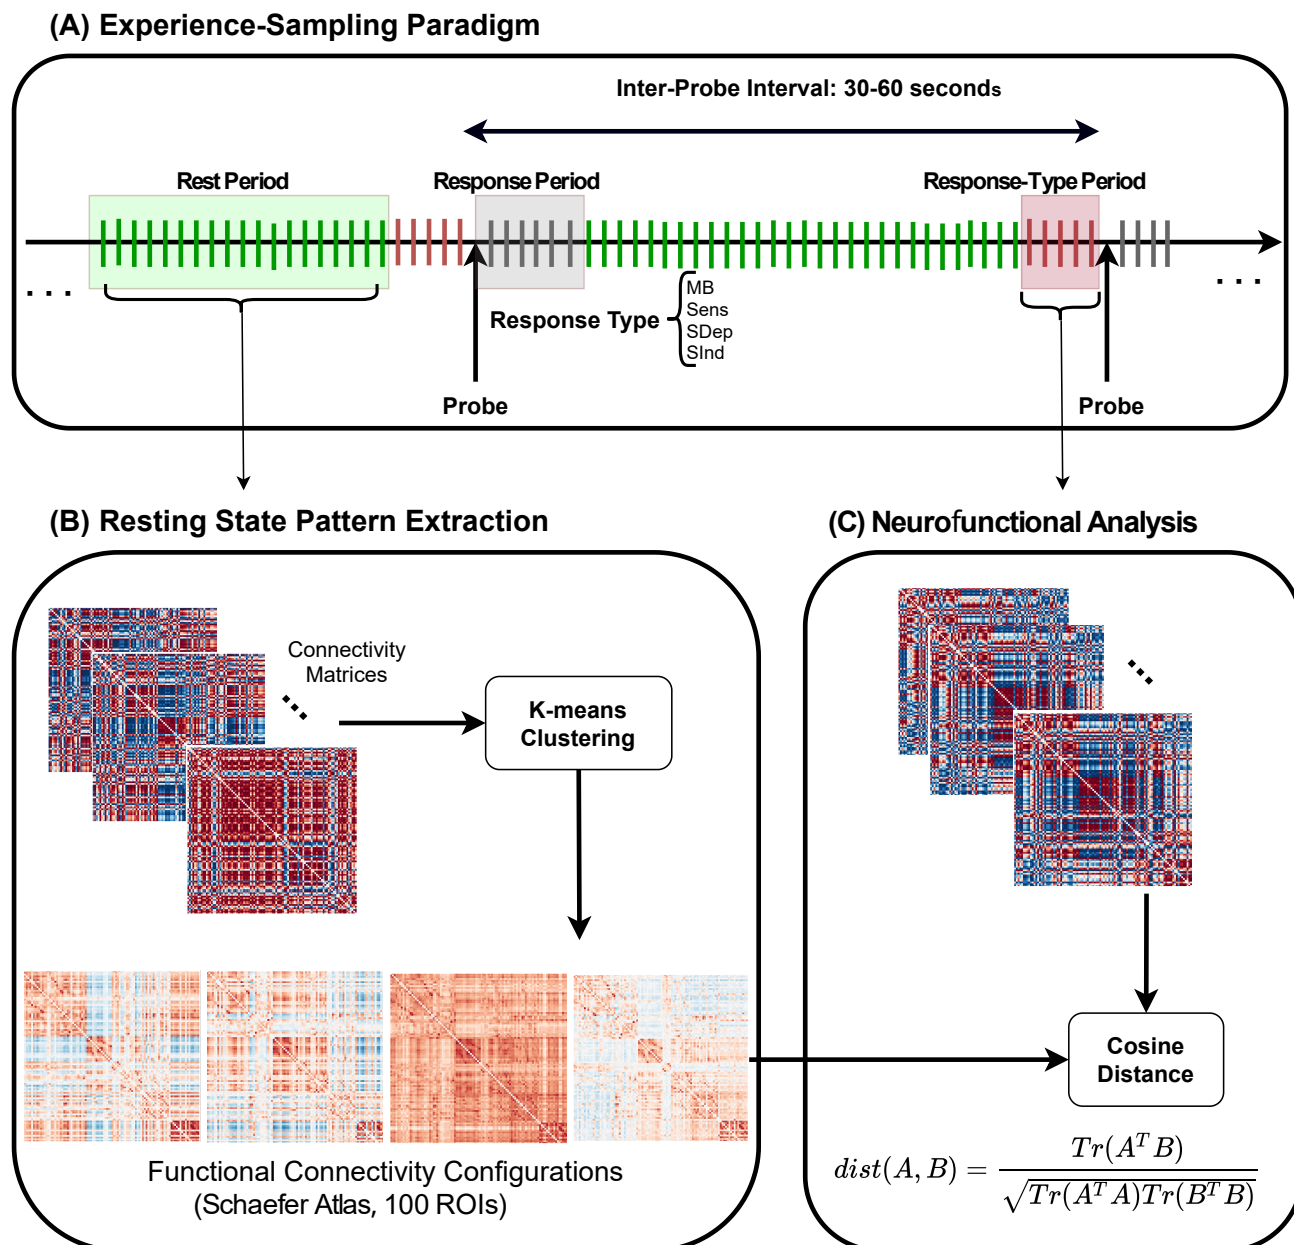 (A) Experience-Sampling Paradigm
Inter-Probe Interval: 30-60 seconds
Rest Period
Response Period
Response-Type Period
. . .
. . .
Response Type
MB
Sens
SDep
SInd
Probe
Probe
(B) Resting State Pattern Extraction
Connectivity
Matrices
K-means
Clustering
Functional Connectivity Configurations
(Schaefer Atlas, 100 ROIs)
(C) Neurofunctional Analysis
Cosine
Distance
dist(A, B) = Tr(A^T B) / √(Tr(A^T A)Tr(B^T B))